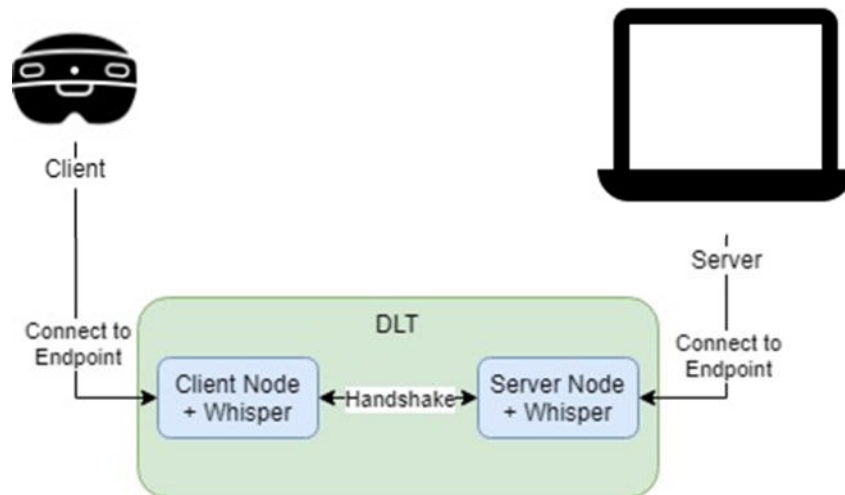 Client
Server
Connect to
Endpoint
DLT
Client Node
+ Whisper
Handshake
Server Node
+ Whisper
Connect to
Endpoint